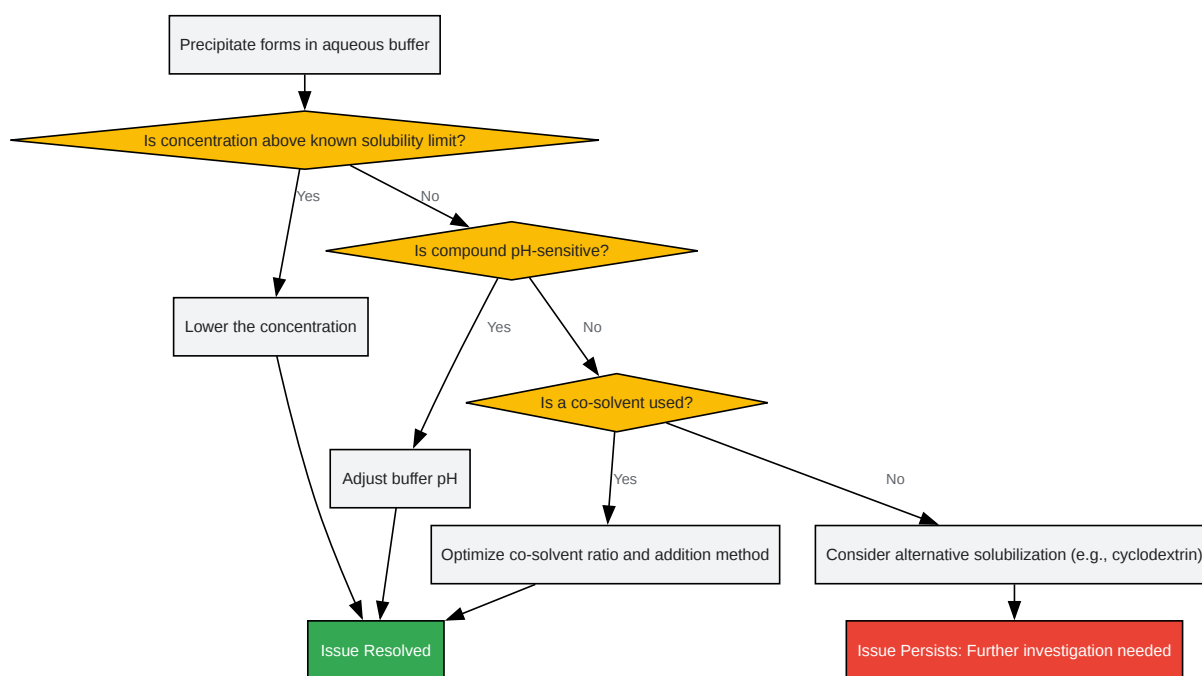 Precipitate forms in aqueous buffer
Is concentration above known solubility limit?
Yes
No
Is compound pH-sensitive?
Lower the concentration
Yes
No
Is a co-solvent used?
Adjust buffer pH
Yes
No
Optimize co-solvent ratio and addition method
Consider alternative solubilization (e.g., cyclodextrin)
Issue Resolved
Issue Persists: Further investigation needed